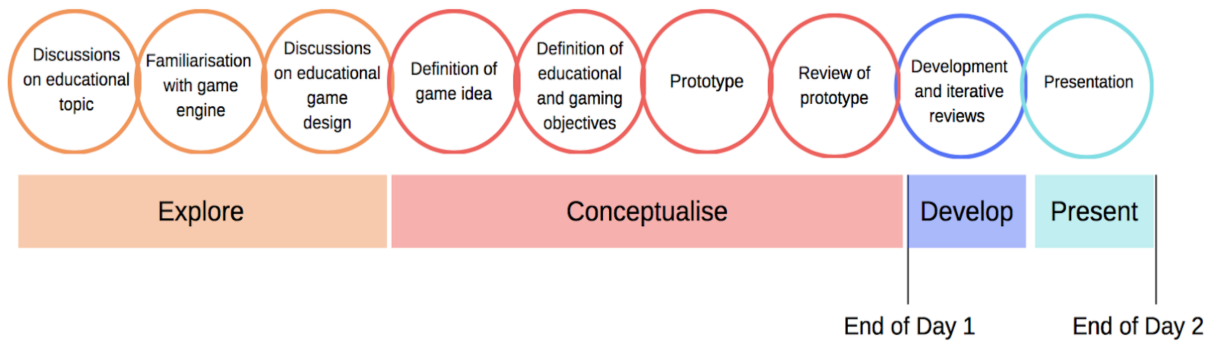 Discussions
on educational
topic
Familiarisation
with game
engine
Discussions
on educational
game
design
Definition of
game idea
Definition of
educational
and gaming
objectives
Prototype
Review of
prototype
Development
and iterative
reviews
Presentation
Explore
Conceptualise
Develop
Present
End of Day 1
End of Day 2